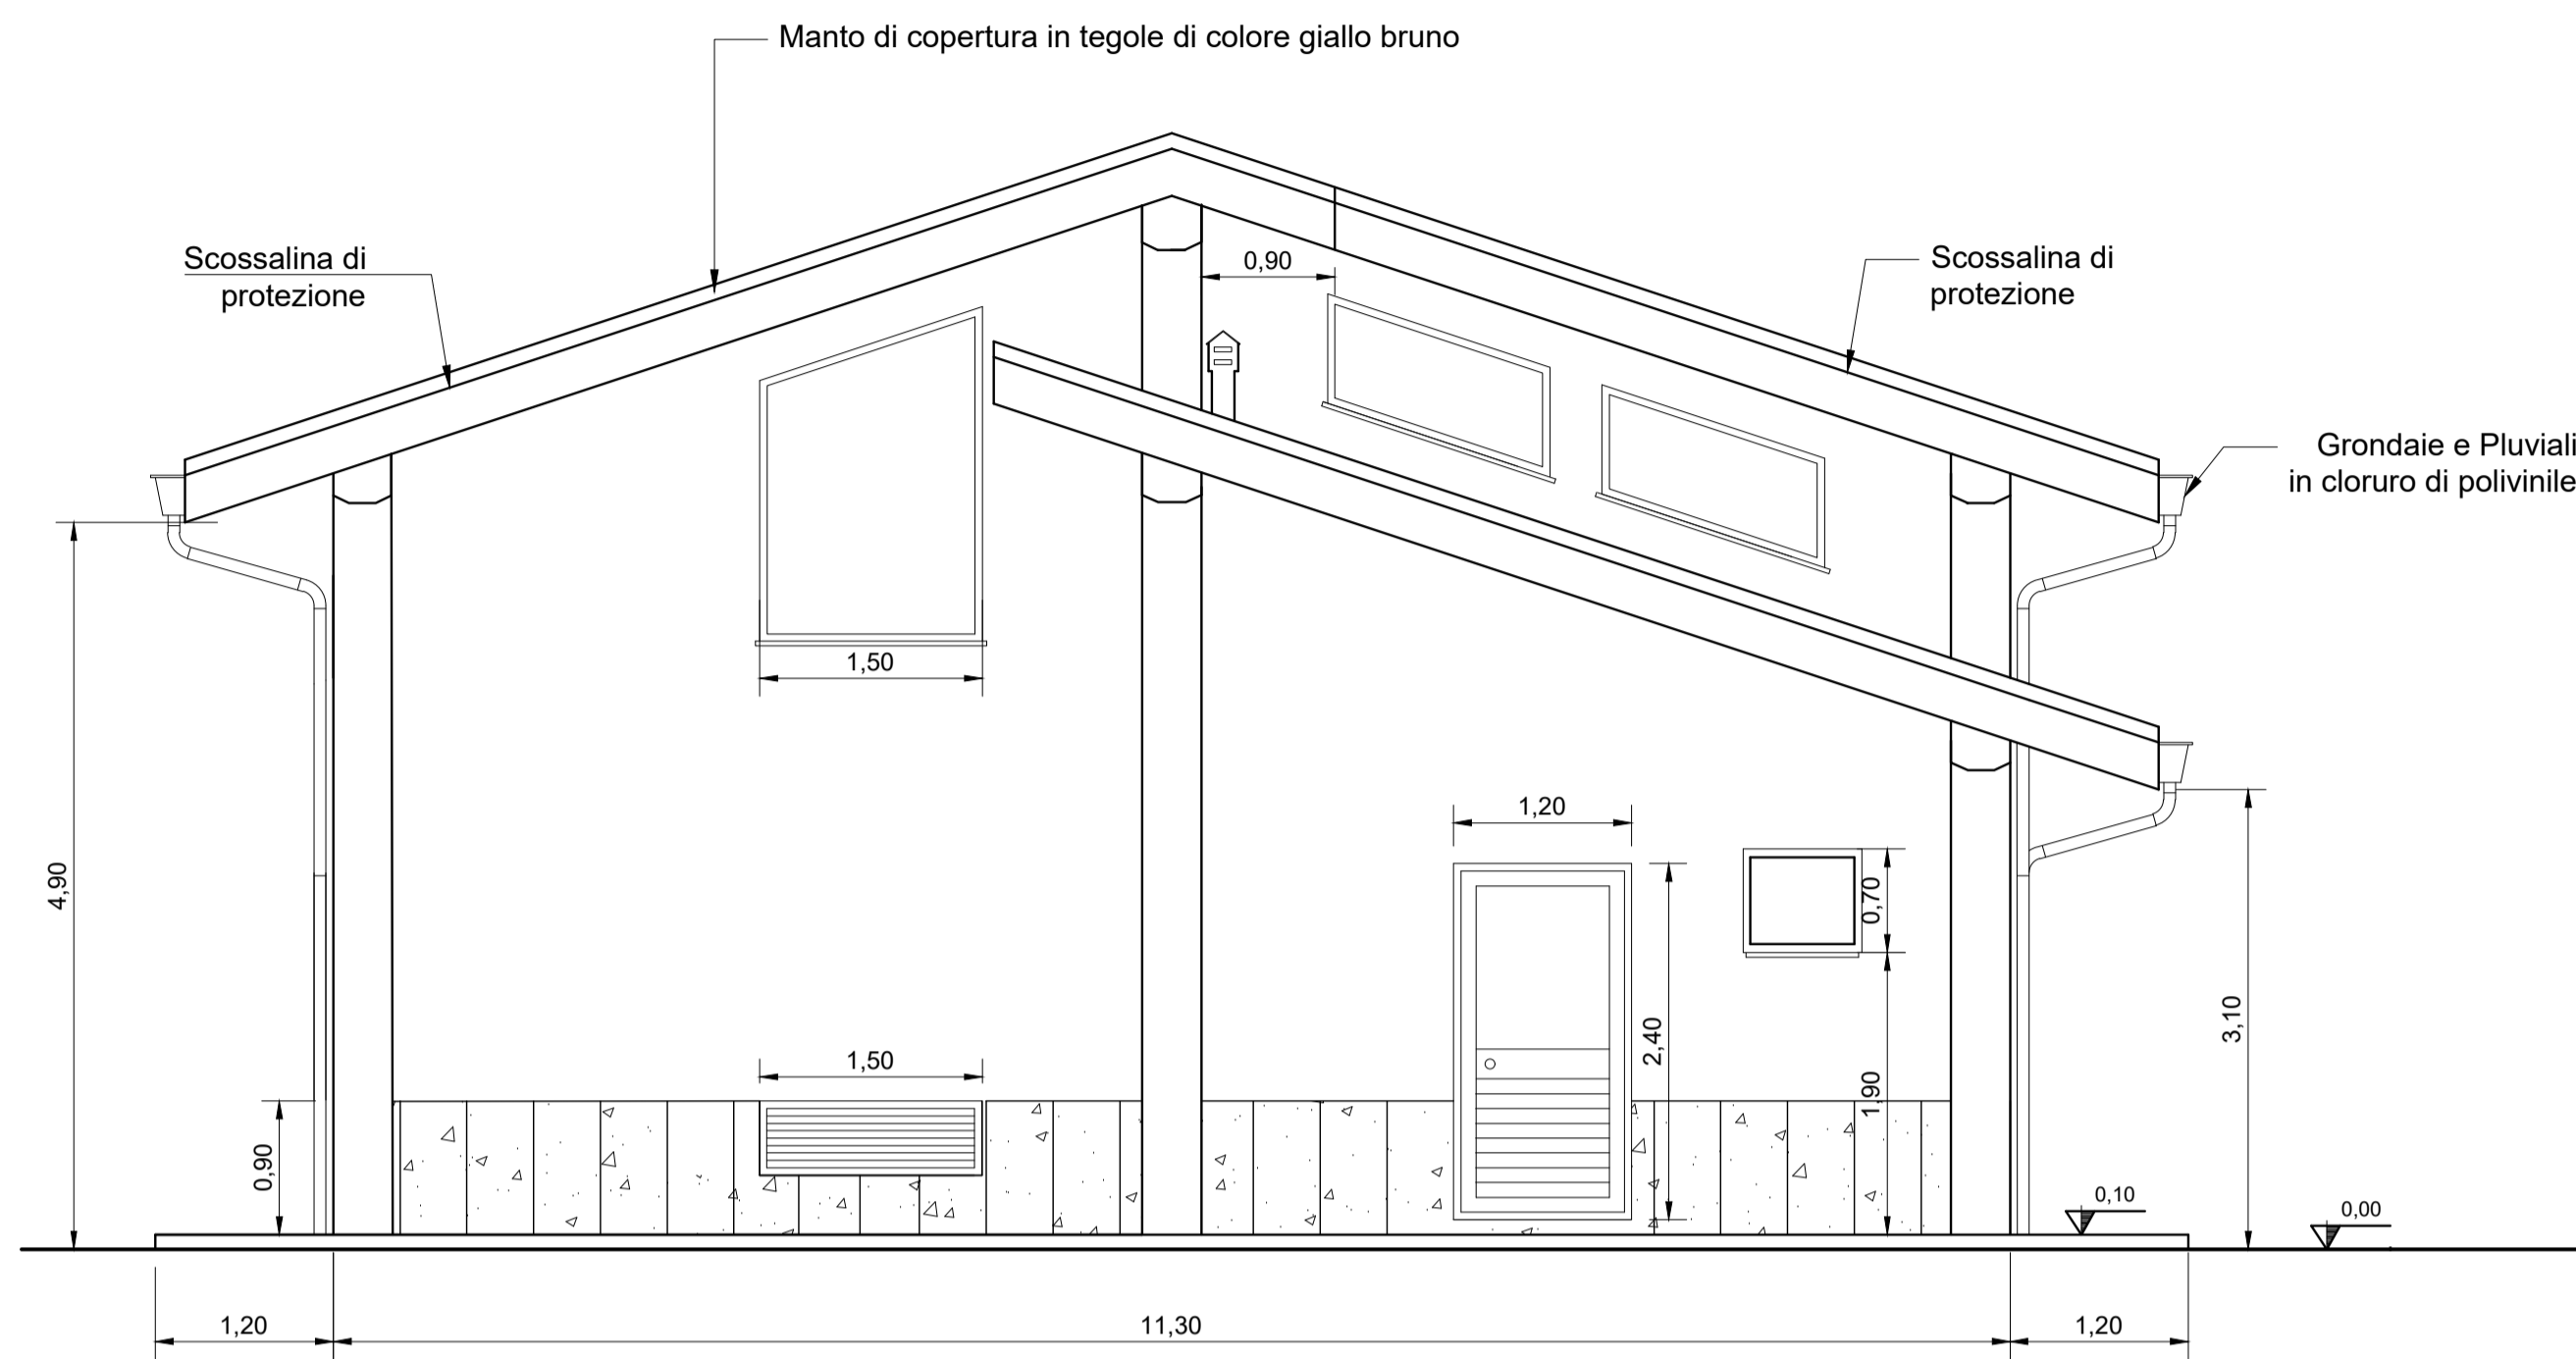 Manto di copertura in tegole di colore giallo bruno
Scossalina di
protezione
0,90
Scossalina di
protezione
Grondaie e Pluviali
in cloruro di polivinile
1,50
1,20
4,90
0,70
2,40
3,10
1,50
1,90
0,90
0,10
0,00
1,20
11,30
1,20